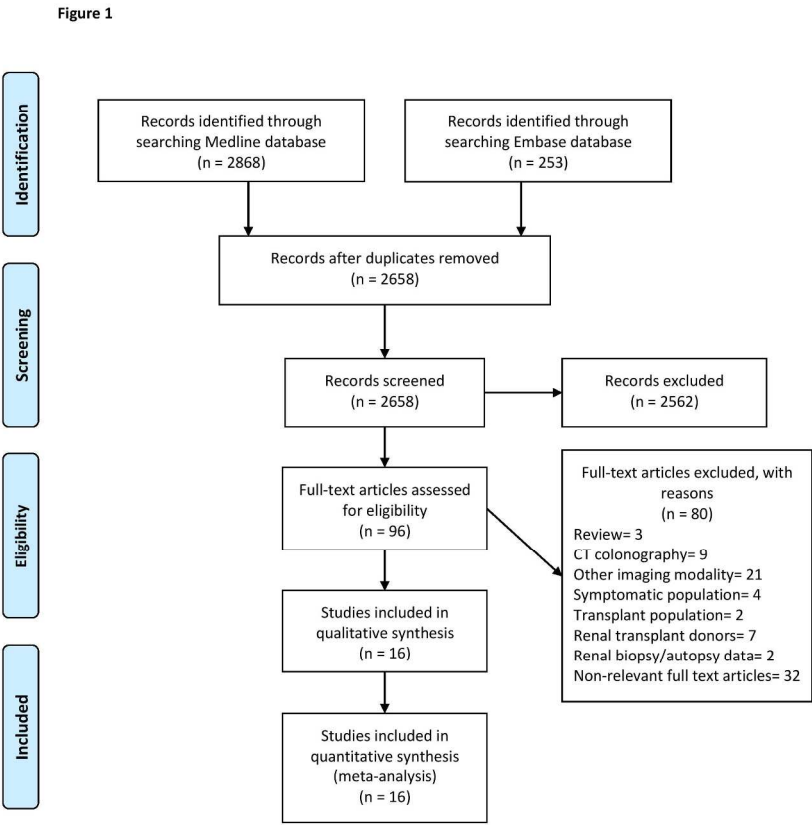 Figure 1
Identification
Records identified through
searching Medline database
(n = 2868)
Records identified through
searching Embase database
(n = 253)
Records after duplicates removed
(n = 2658)
Screening
Records screened
(n = 2658)
Records excluded
(n = 2562)
Eligibility
Full-text articles assessed
for eligibility
(n = 96)
Full-text articles excluded, with
reasons
(n = 80)
Review= 3
CT colonography= 9
Other imaging modality= 21
Symptomatic population= 4
Transplant population= 2
Renal transplant donors= 7
Renal biopsy/autopsy data= 2
Non-relevant full text articles= 32
Studies included in
qualitative synthesis
(n = 16)
Included
Studies included in
quantitative synthesis
(meta-analysis)
(n = 16)